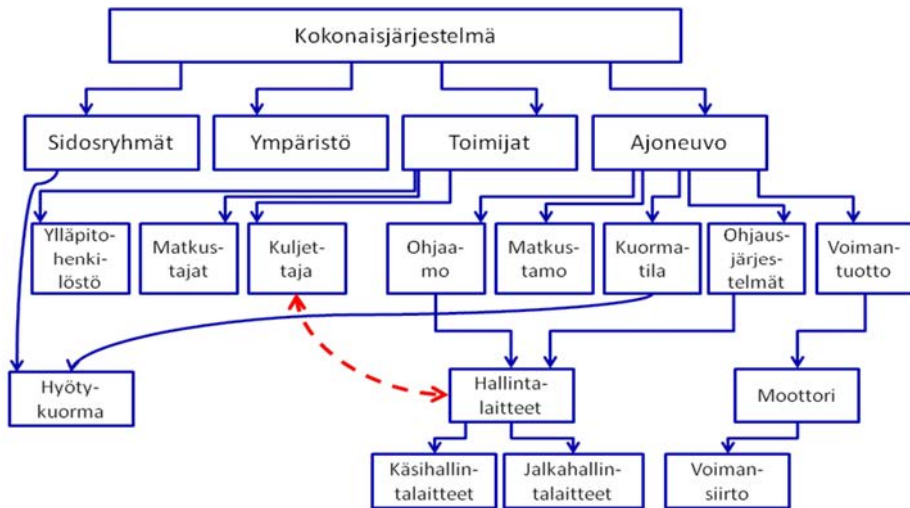 Kokonaisjärjestelmä
Sidosryhmät
Ympäristö
Toimijat
Ajoneuvo
Ylläpito-
henki-
löstö
Matkus-
tajat
Kuljet-
taja
Ohjaa-
mo
Matkus-
tamo
Kuorma-
tila
Ohjaus-
järjes-
telmät
Voiman-
tuotto
Hyöty-
kuorma
Hallinta-
laitteet
Moottori
Käsihallin-
talaitteet
Jalkahallin-
talaitteet
Voiman-
siirto